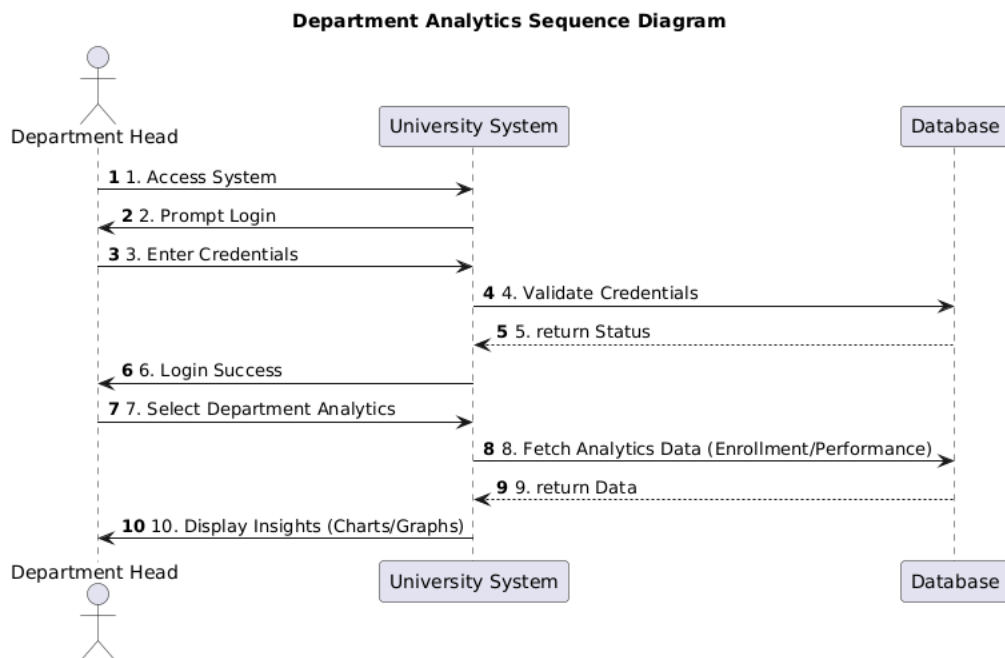 Department Analytics Sequence Diagram
Department Head
University System
Database
1 1. Access System
2 2. Prompt Login
3 3. Enter Credentials
4 4. Validate Credentials
5 5. return Status
6 6. Login Success
7 7. Select Department Analytics
8 8. Fetch Analytics Data (Enrollment/Performance)
9 9. return Data
10 10. Display Insights (Charts/Graphs)
Department Head
University System
Database